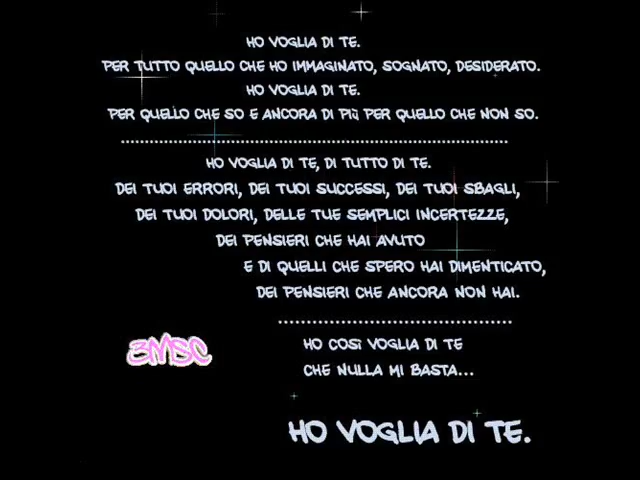 HO VOGLIA DI TE.
PER TUTTO QUELLO CHE HO IMMAGINATO, SOGNATO, DESIDERATO.
HO VOGLIA DI TE.
PER QUELLO CHE SO E ANCORA DI PIÙ PER QUELLO CHE NON SO.
HO VOGLIA DI TE, DI TUTTO DI TE.
DEI TUOI ERRORI, DEI TUOI SUCCESSI, DEI TUOI SBAGLI,
DEI TUOI DOLORI, DELLE TUE SEMPLICI INCERTEZZE,
DEI PENSIERI CHE HAI AVUTO
E DI QUELLI CHE SPERO HAI DIMENTICATO,
DEI PENSIERI CHE ANCORA NON HAI.
HO COSÌ VOGLIA DI TE
3MSC
CHE NULLA MI BASTA...
HO VOGLIA DI TE.